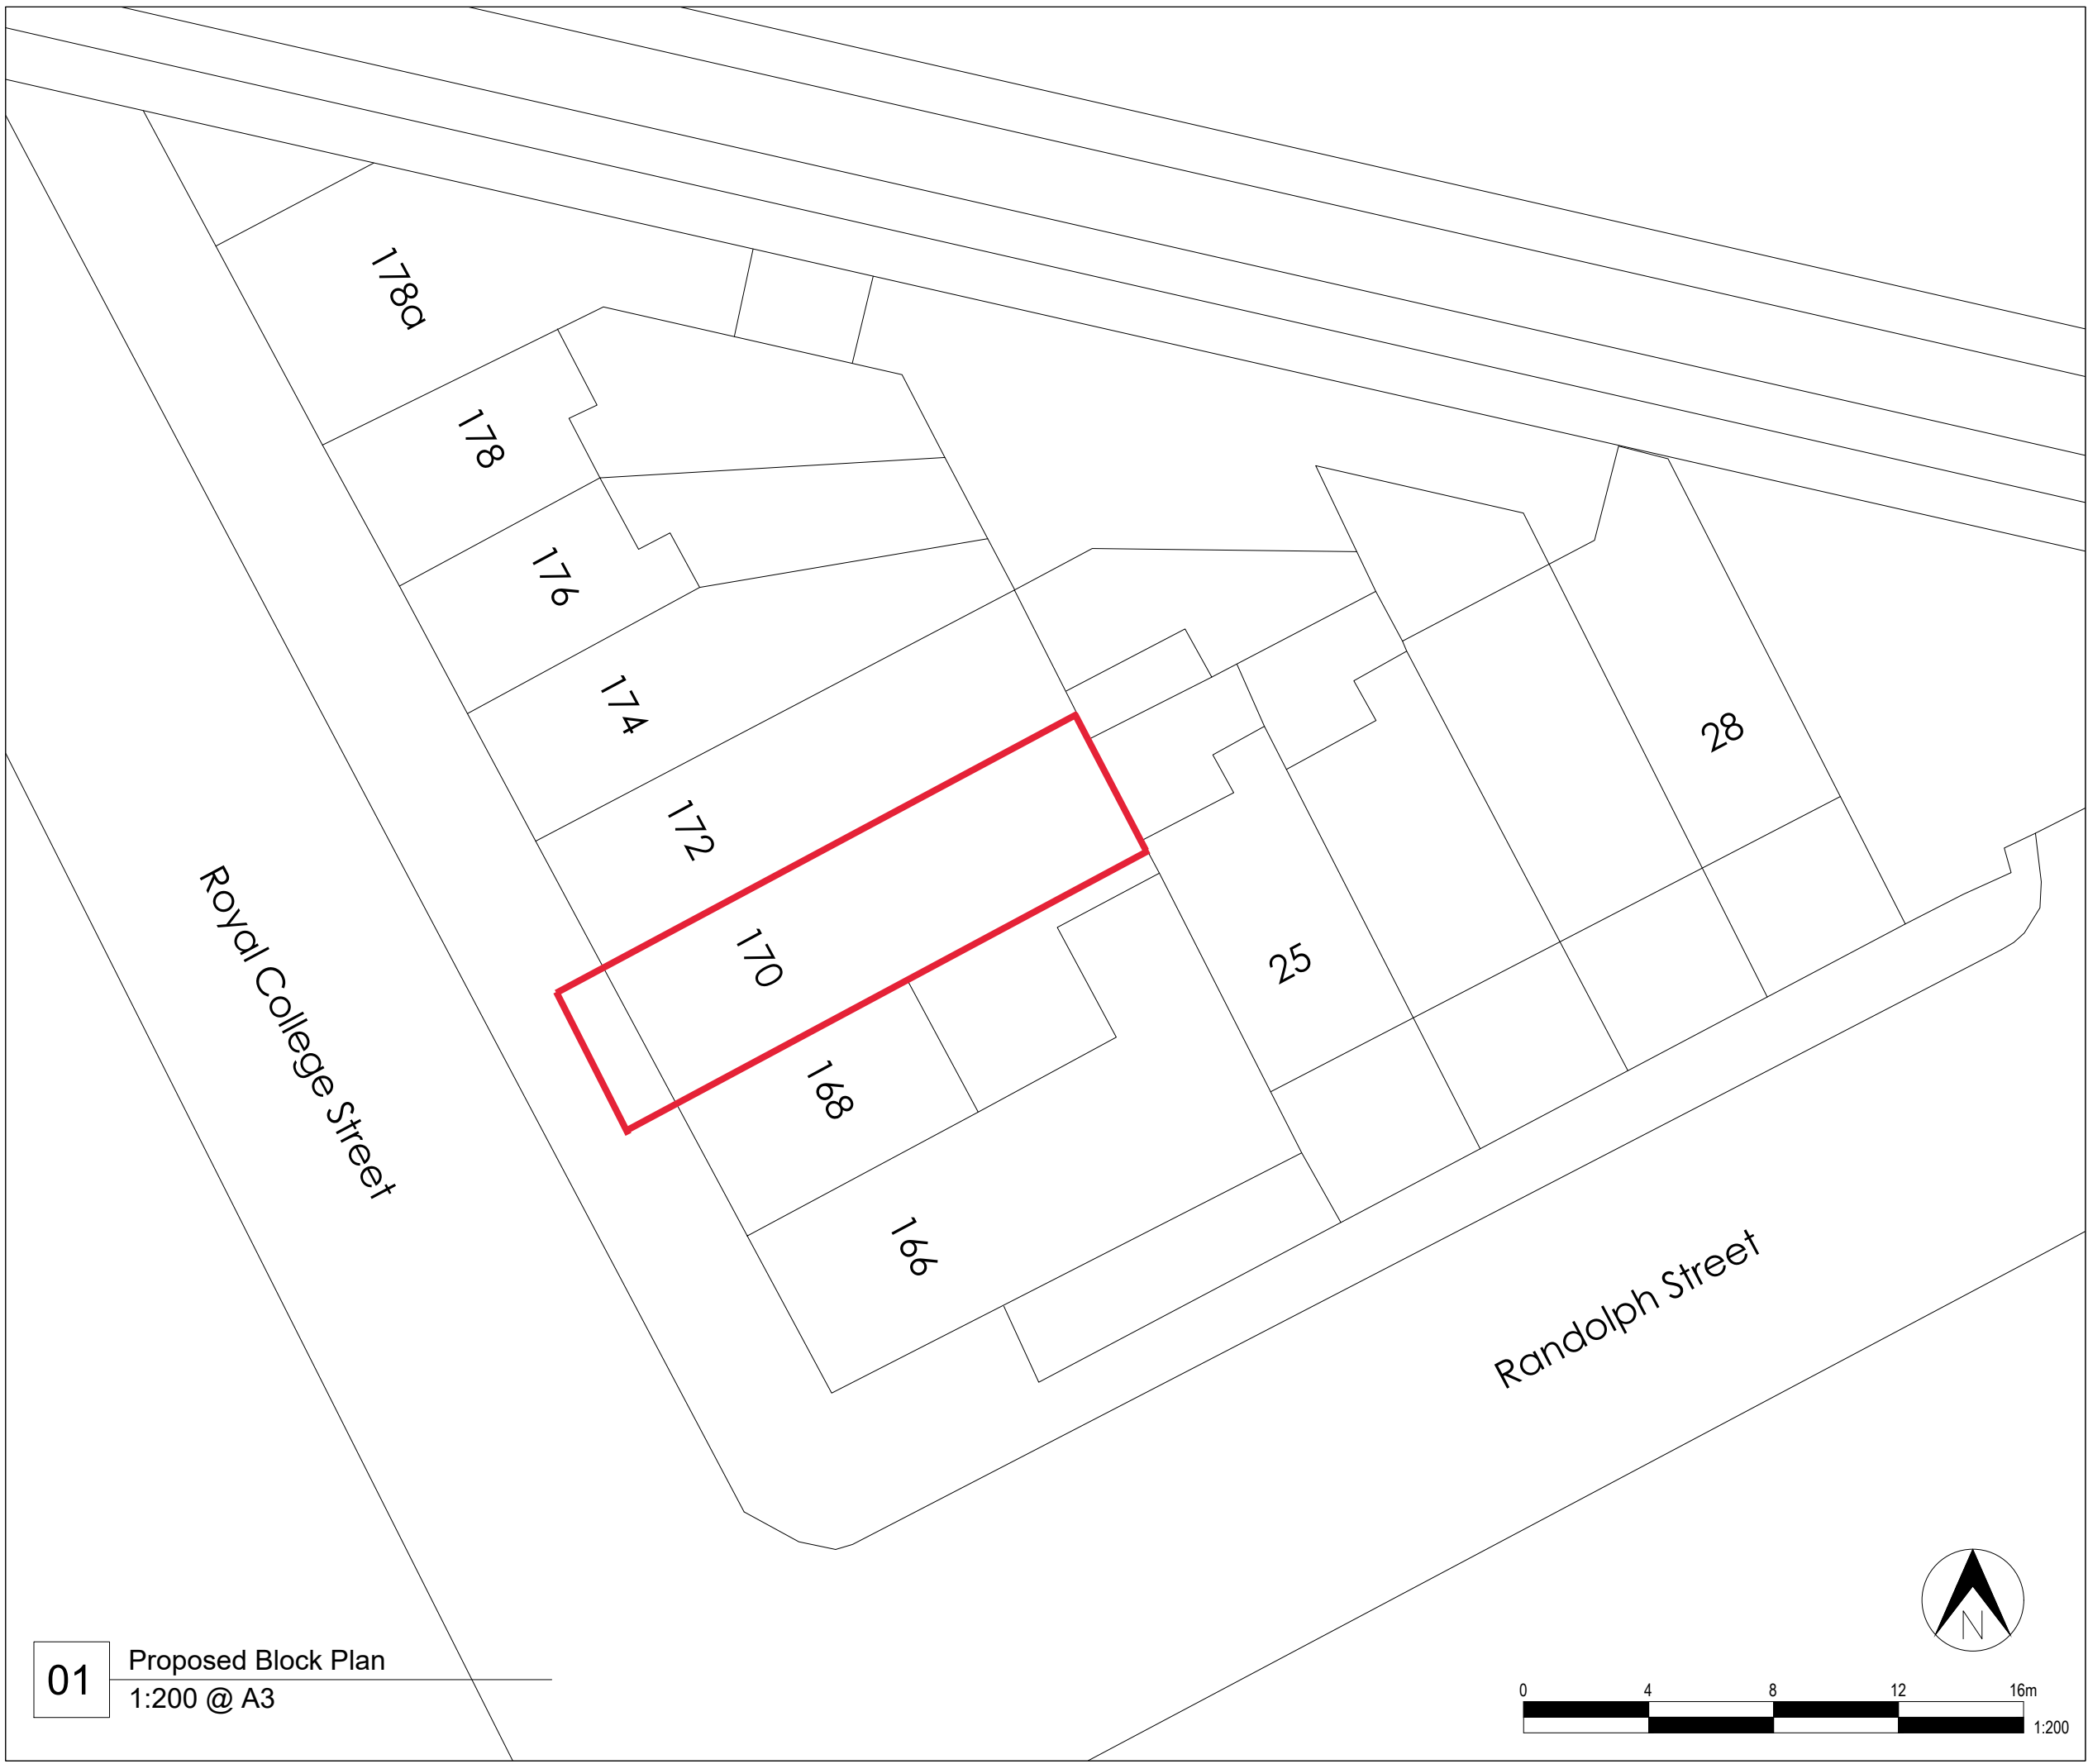 178a
178
176
174
172
170
168
166
25
28
Royal College Street
Randolph Street
N
01
Proposed Block Plan
1:200 @ A3
0 4 8 12 16m
1:200